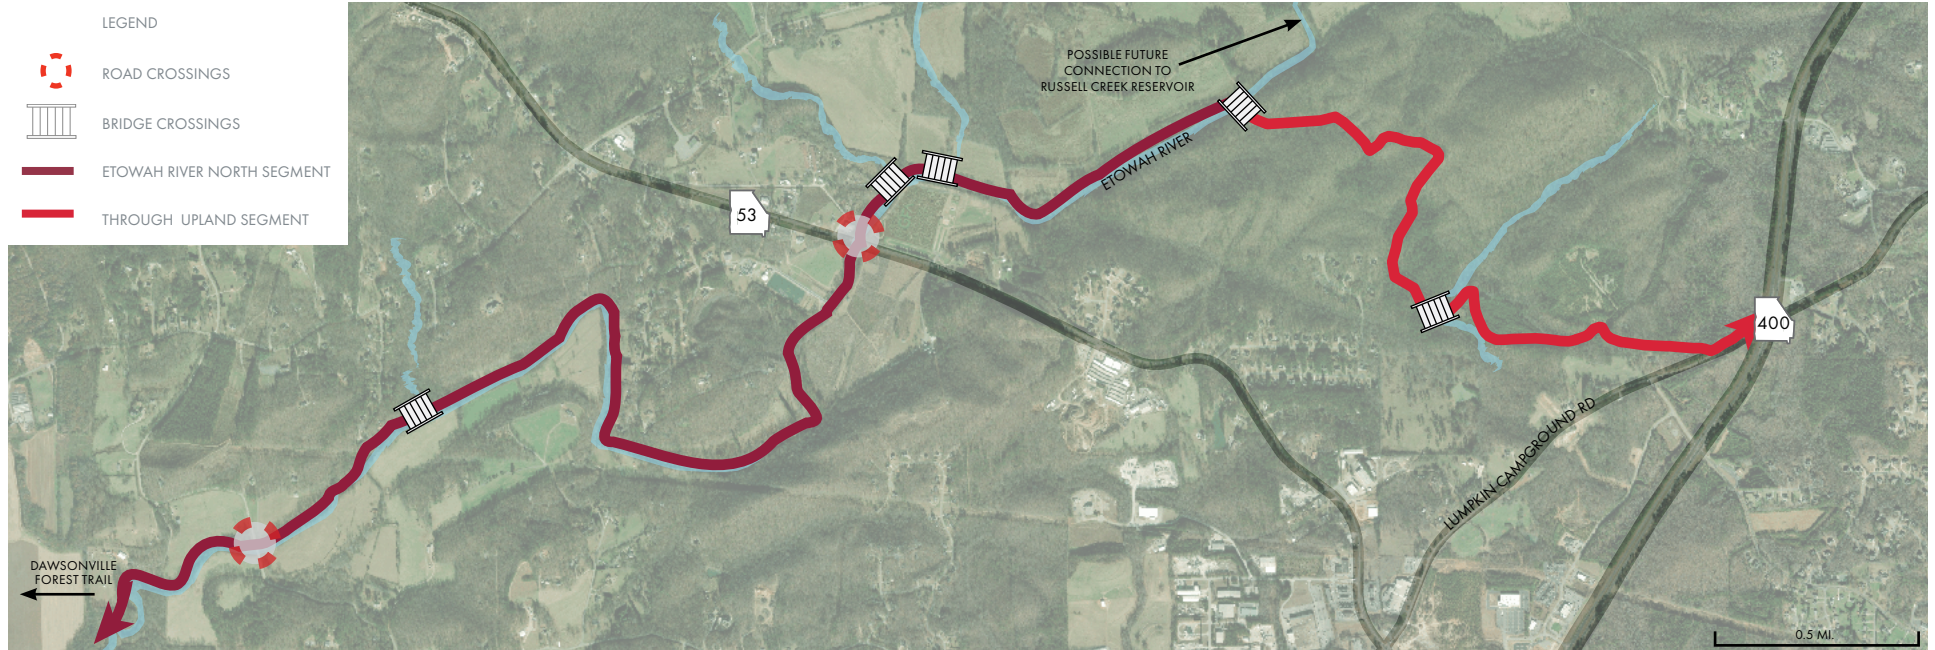 LEGEND
ROAD CROSSINGS
BRIDGE CROSSINGS
ETOWAH RIVER NORTH SEGMENT
THROUGH UPLAND SEGMENT
POSSIBLE FUTURE
CONNECTION TO
RUSSELL CREEK RESERVOIR
ETOWAH RIVER
53
400
LUMPKIN CAMPGROUND RD
DAWSONVILLE
FOREST TRAIL
0.5 MI.